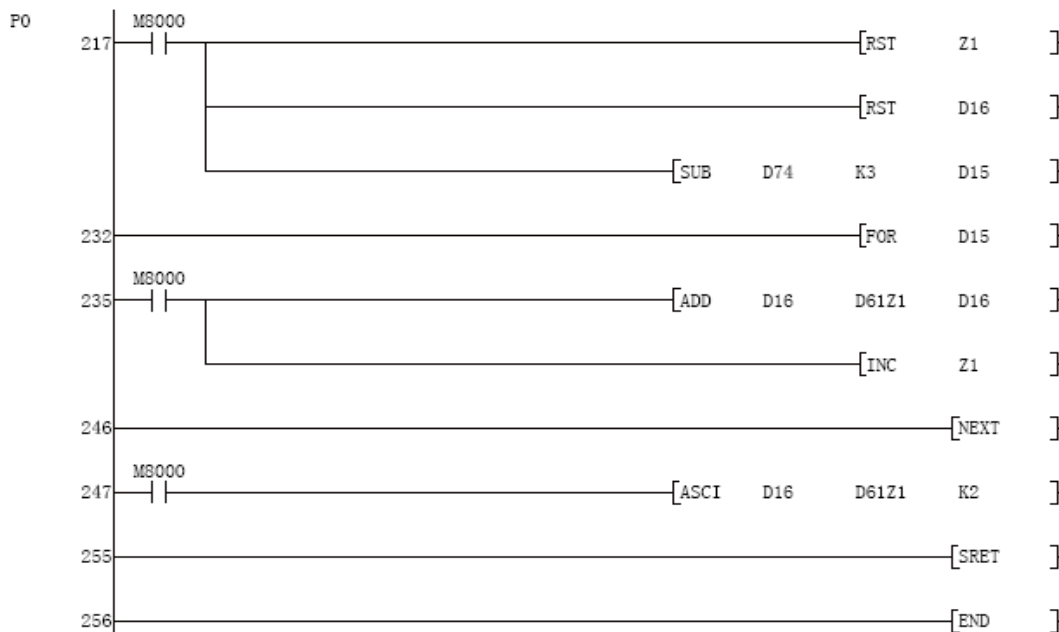 P0
M8000
217 [RST Z1 ]
[RST D16 ]
[SUB D74 K3 D15 ]
232 [FOR D15 ]
M8000
235 [ADD D16 D61Z1 D16 ]
[INC Z1 ]
246 [NEXT ]
M8000
247 [ASCI D16 D61Z1 K2 ]
255 [SRET ]
256 [END ]